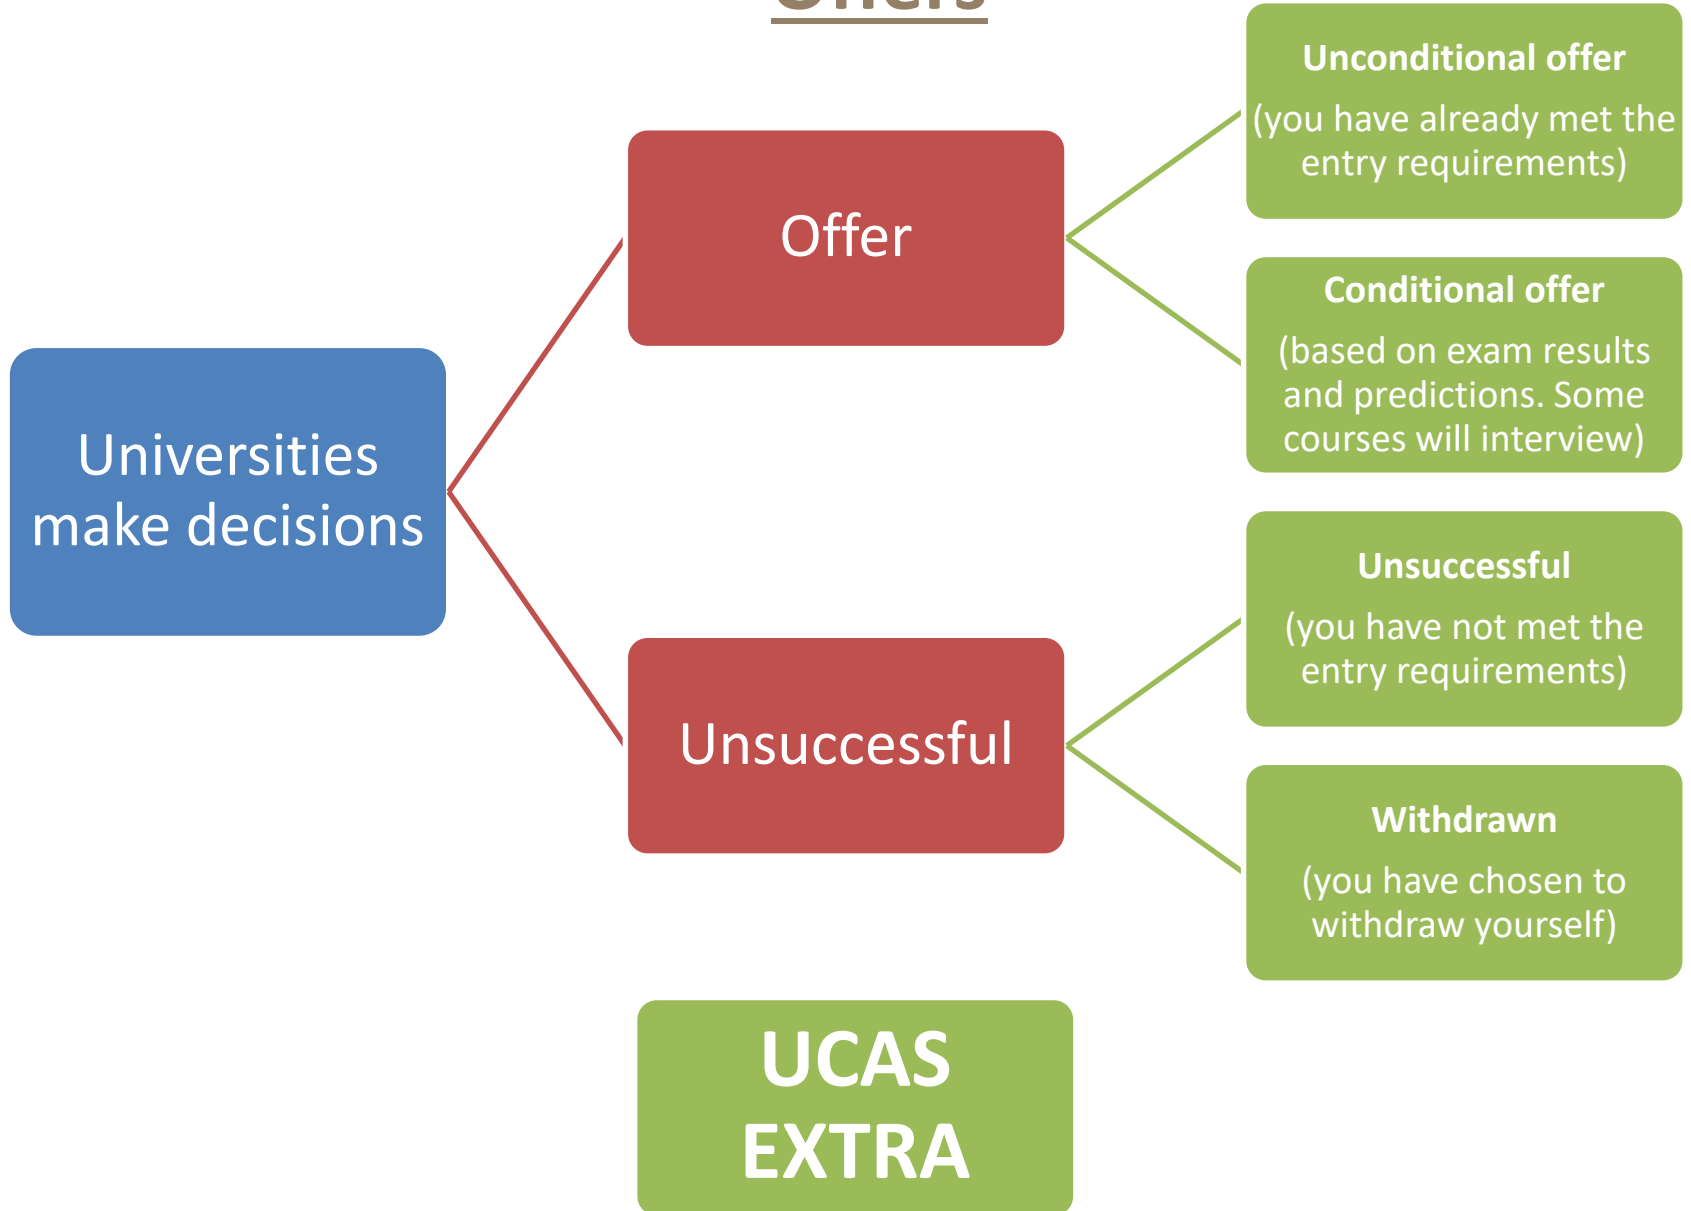 Offers
Universities
make decisions
Offer
Unsuccessful
Unconditional offer
(you have already met the
entry requirements)
Conditional offer
(based on exam results
and predictions. Some
courses will interview)
Unsuccessful
(you have not met the
entry requirements)
Withdrawn
(you have chosen to
withdraw yourself)
UCAS
EXTRA